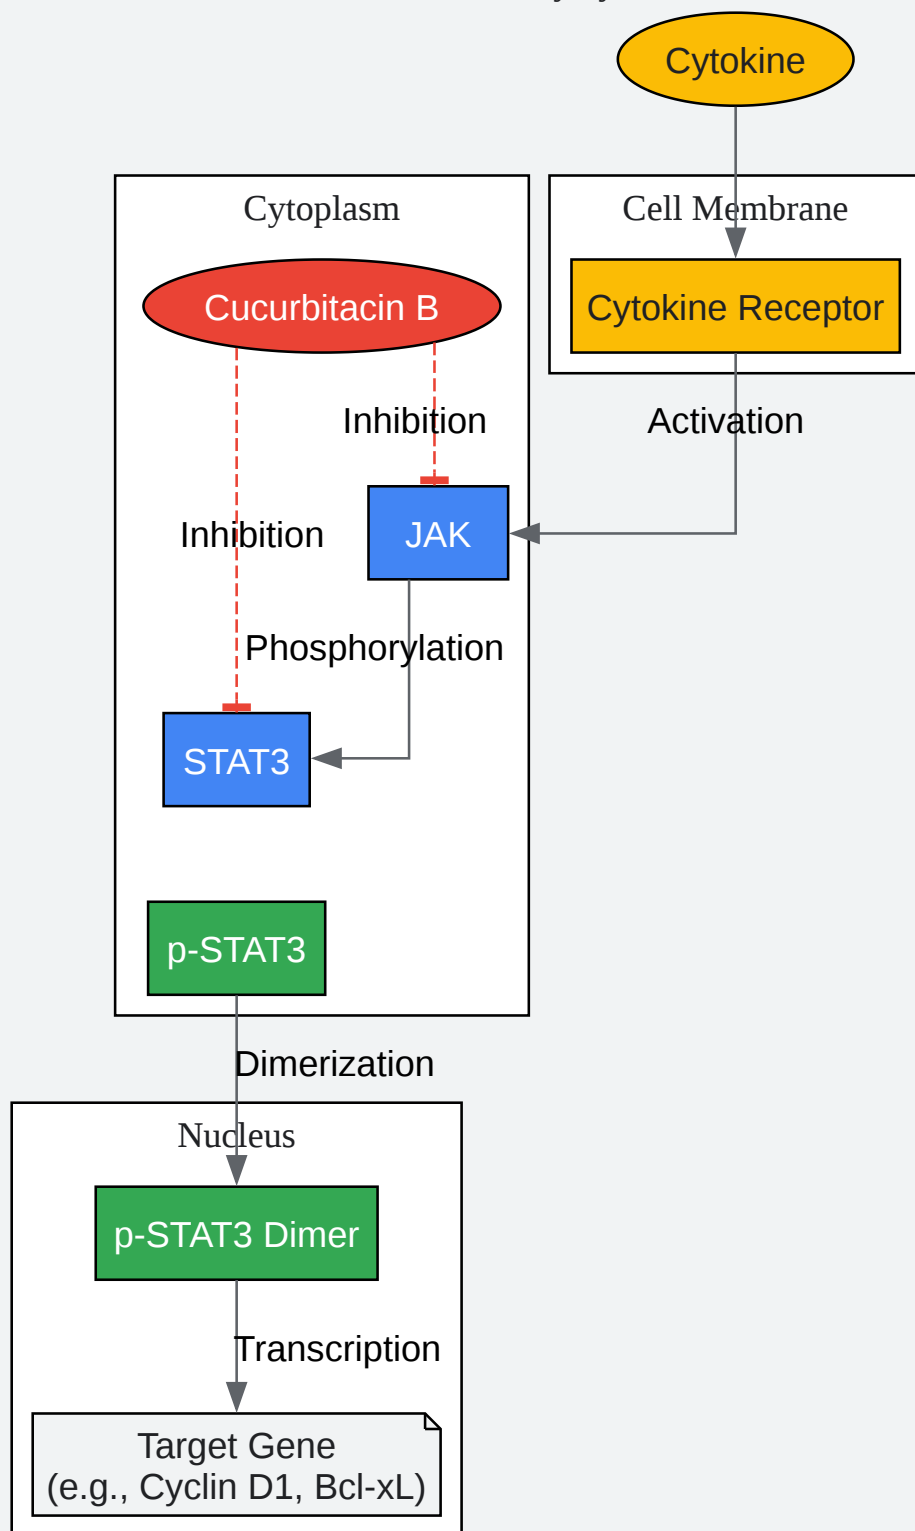 Cytokine
Cytoplasm
Cell Membrane
Cucurbitacin B
Cytokine Receptor
Inhibition
Activation
Inhibition
JAK
Phosphorylation
STAT3
p-STAT3
Dimerization
Nucleus
p-STAT3 Dimer
Transcription
Target Gene
(e.g., Cyclin D1, Bcl-xL)